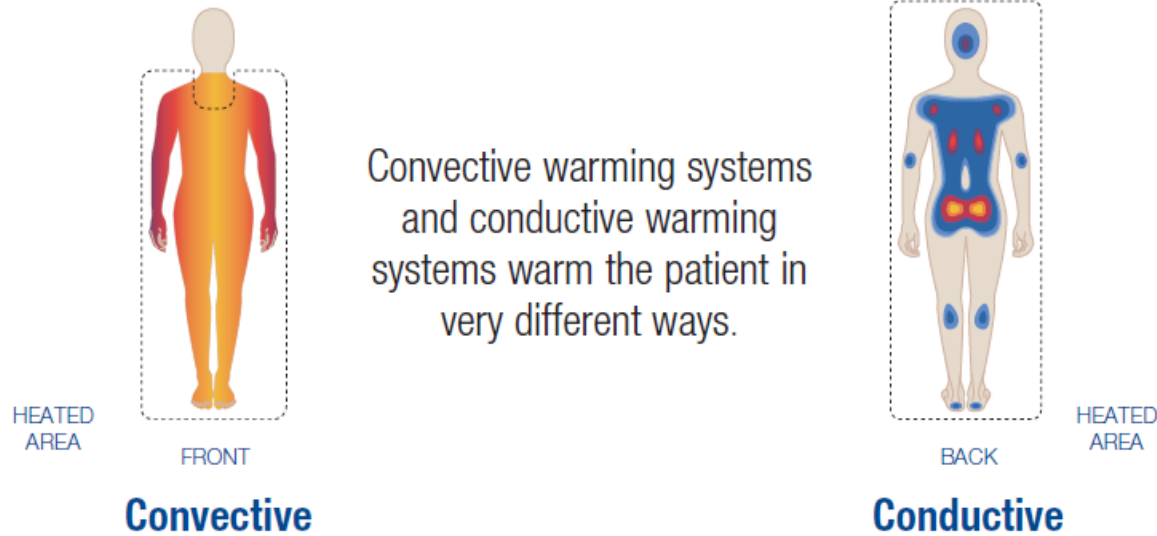 Convective warming systems
and conductive warming
systems warm the patient in
very different ways.
HEATED
AREA
FRONT
Convective
BACK
HEATED
AREA
Conductive